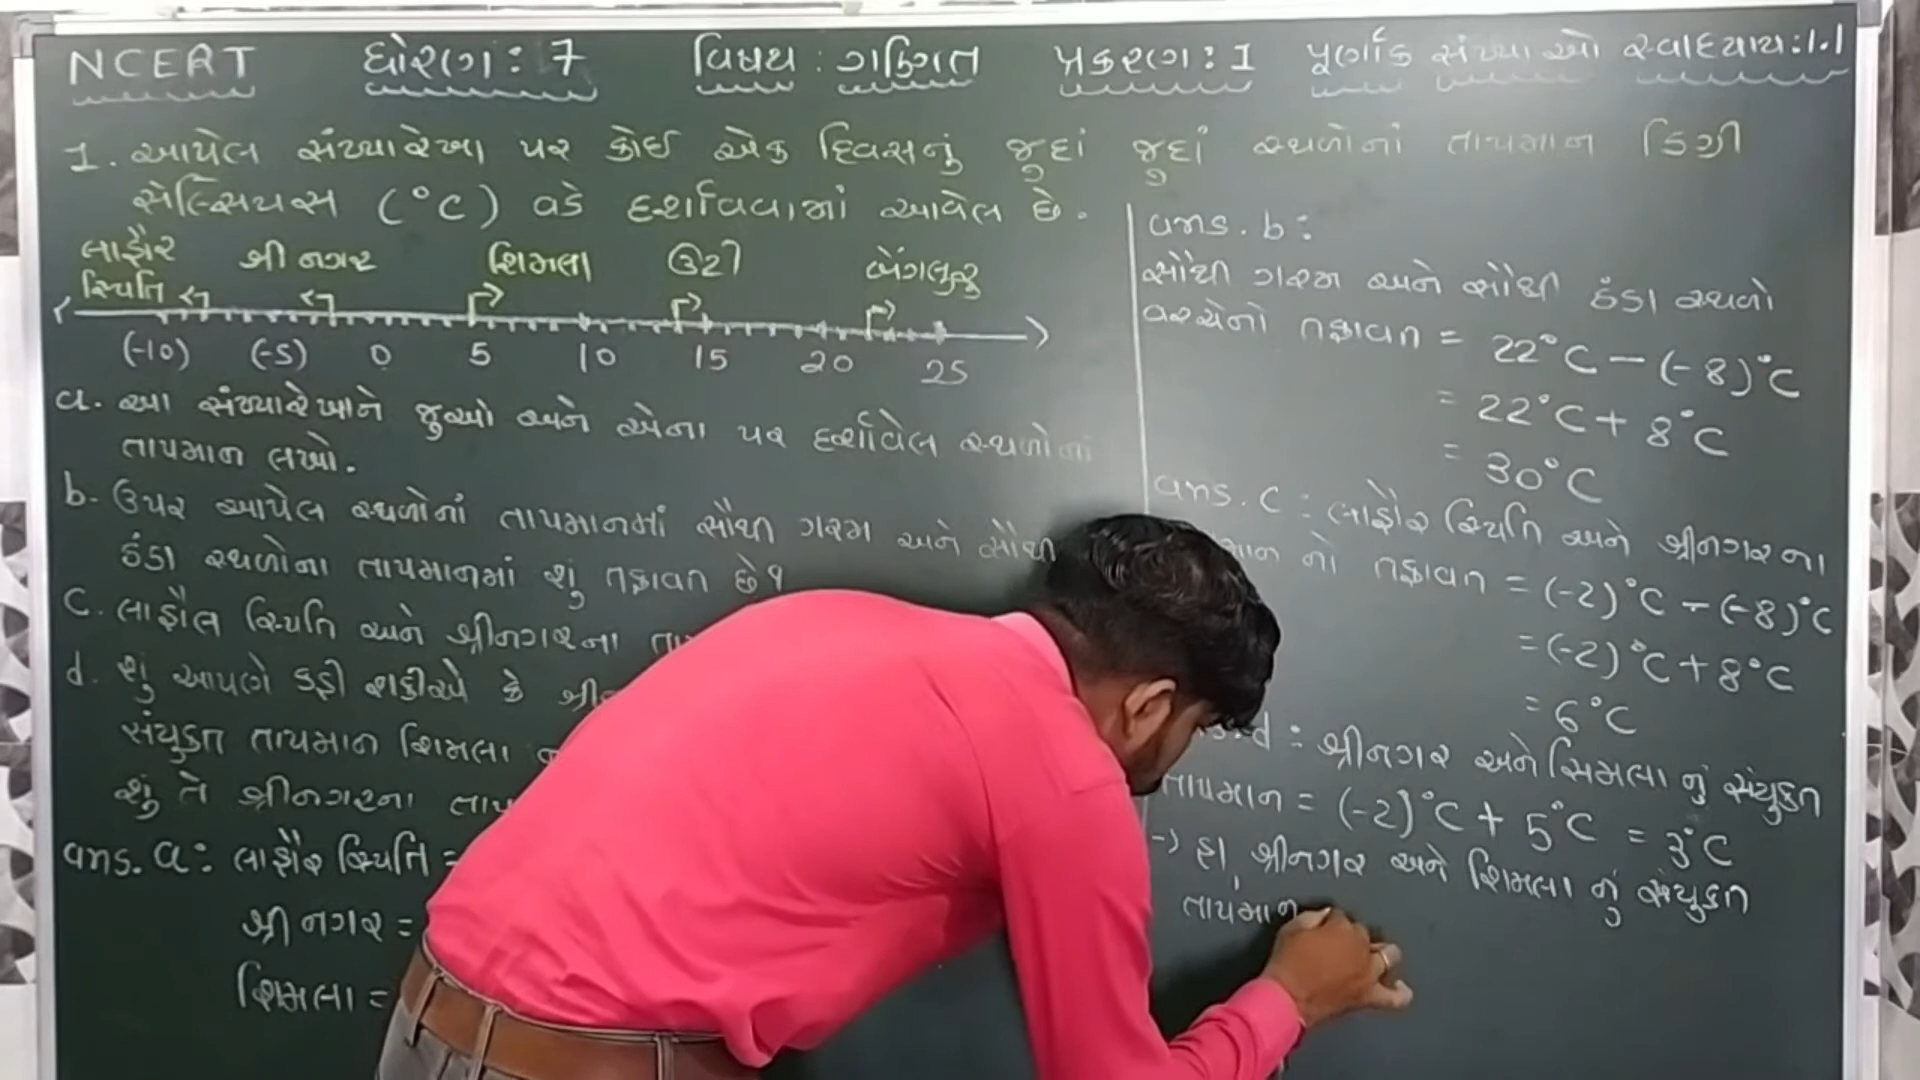 NCERT ધોરણ : 7 વિષય : ગણિત પ્રકરણ : 1 પૂર્ણાંક સંખ્યાઓ સ્વાધ્યાય : 1.1
1. આપેલ સંખ્યારેખા પર કોઈ એક દિવસનું જુદાં જુદાં સ્થળોનાં તાપમાન ડિગ્રી
સેલ્સિયસ (°C) વડે દર્શાવવામાં આવેલ છે.
લાહૌર શ્રીનગર શિમલા ઉટી બેંગલુરુ
સ્પિતિ
(-10) (-5) 0 5 10 15 20 25
a. આ સંખ્યારેખાને જુઓ અને એના પર દર્શાવેલ સ્થળોનાં
તાપમાન લખો.
b. ઉપર આપેલ સ્થળોનાં તાપમાનમાં સૌથી ગરમ અને સૌથી
ઠંડા સ્થળોના તાપમાનમાં શું તફાવત છે?
c. લાહૌલ સ્પિતિ અને શ્રીનગરના
d. શું આપણે કહી શકીએ કે
સંયુક્ત તાપમાન શિમલા
શું તે શ્રીનગરના
ans. a : લાહૌર સ્પિતિ =
શ્રીનગર =
શિમલા =
ans. b :
સૌથી ગરમ અને સૌથી ઠંડા સ્થળો
વચ્ચેનો તફાવત = 22°C - (-8)°C
= 22°C + 8°C
= 30°C
ans. c : લાહૌર સ્પિતિ અને શ્રીનગરના
નો તફાવત = (-2)°C - (-8)°C
= (-2)°C + 8°C
= 6°C
d : શ્રીનગર અને સિમલા નું સંયુક્ત
તાપમાન = (-2)°C + 5°C = 3°C
→ હા, શ્રીનગર અને શિમલા નું સંયુક્ત
તાપમાન